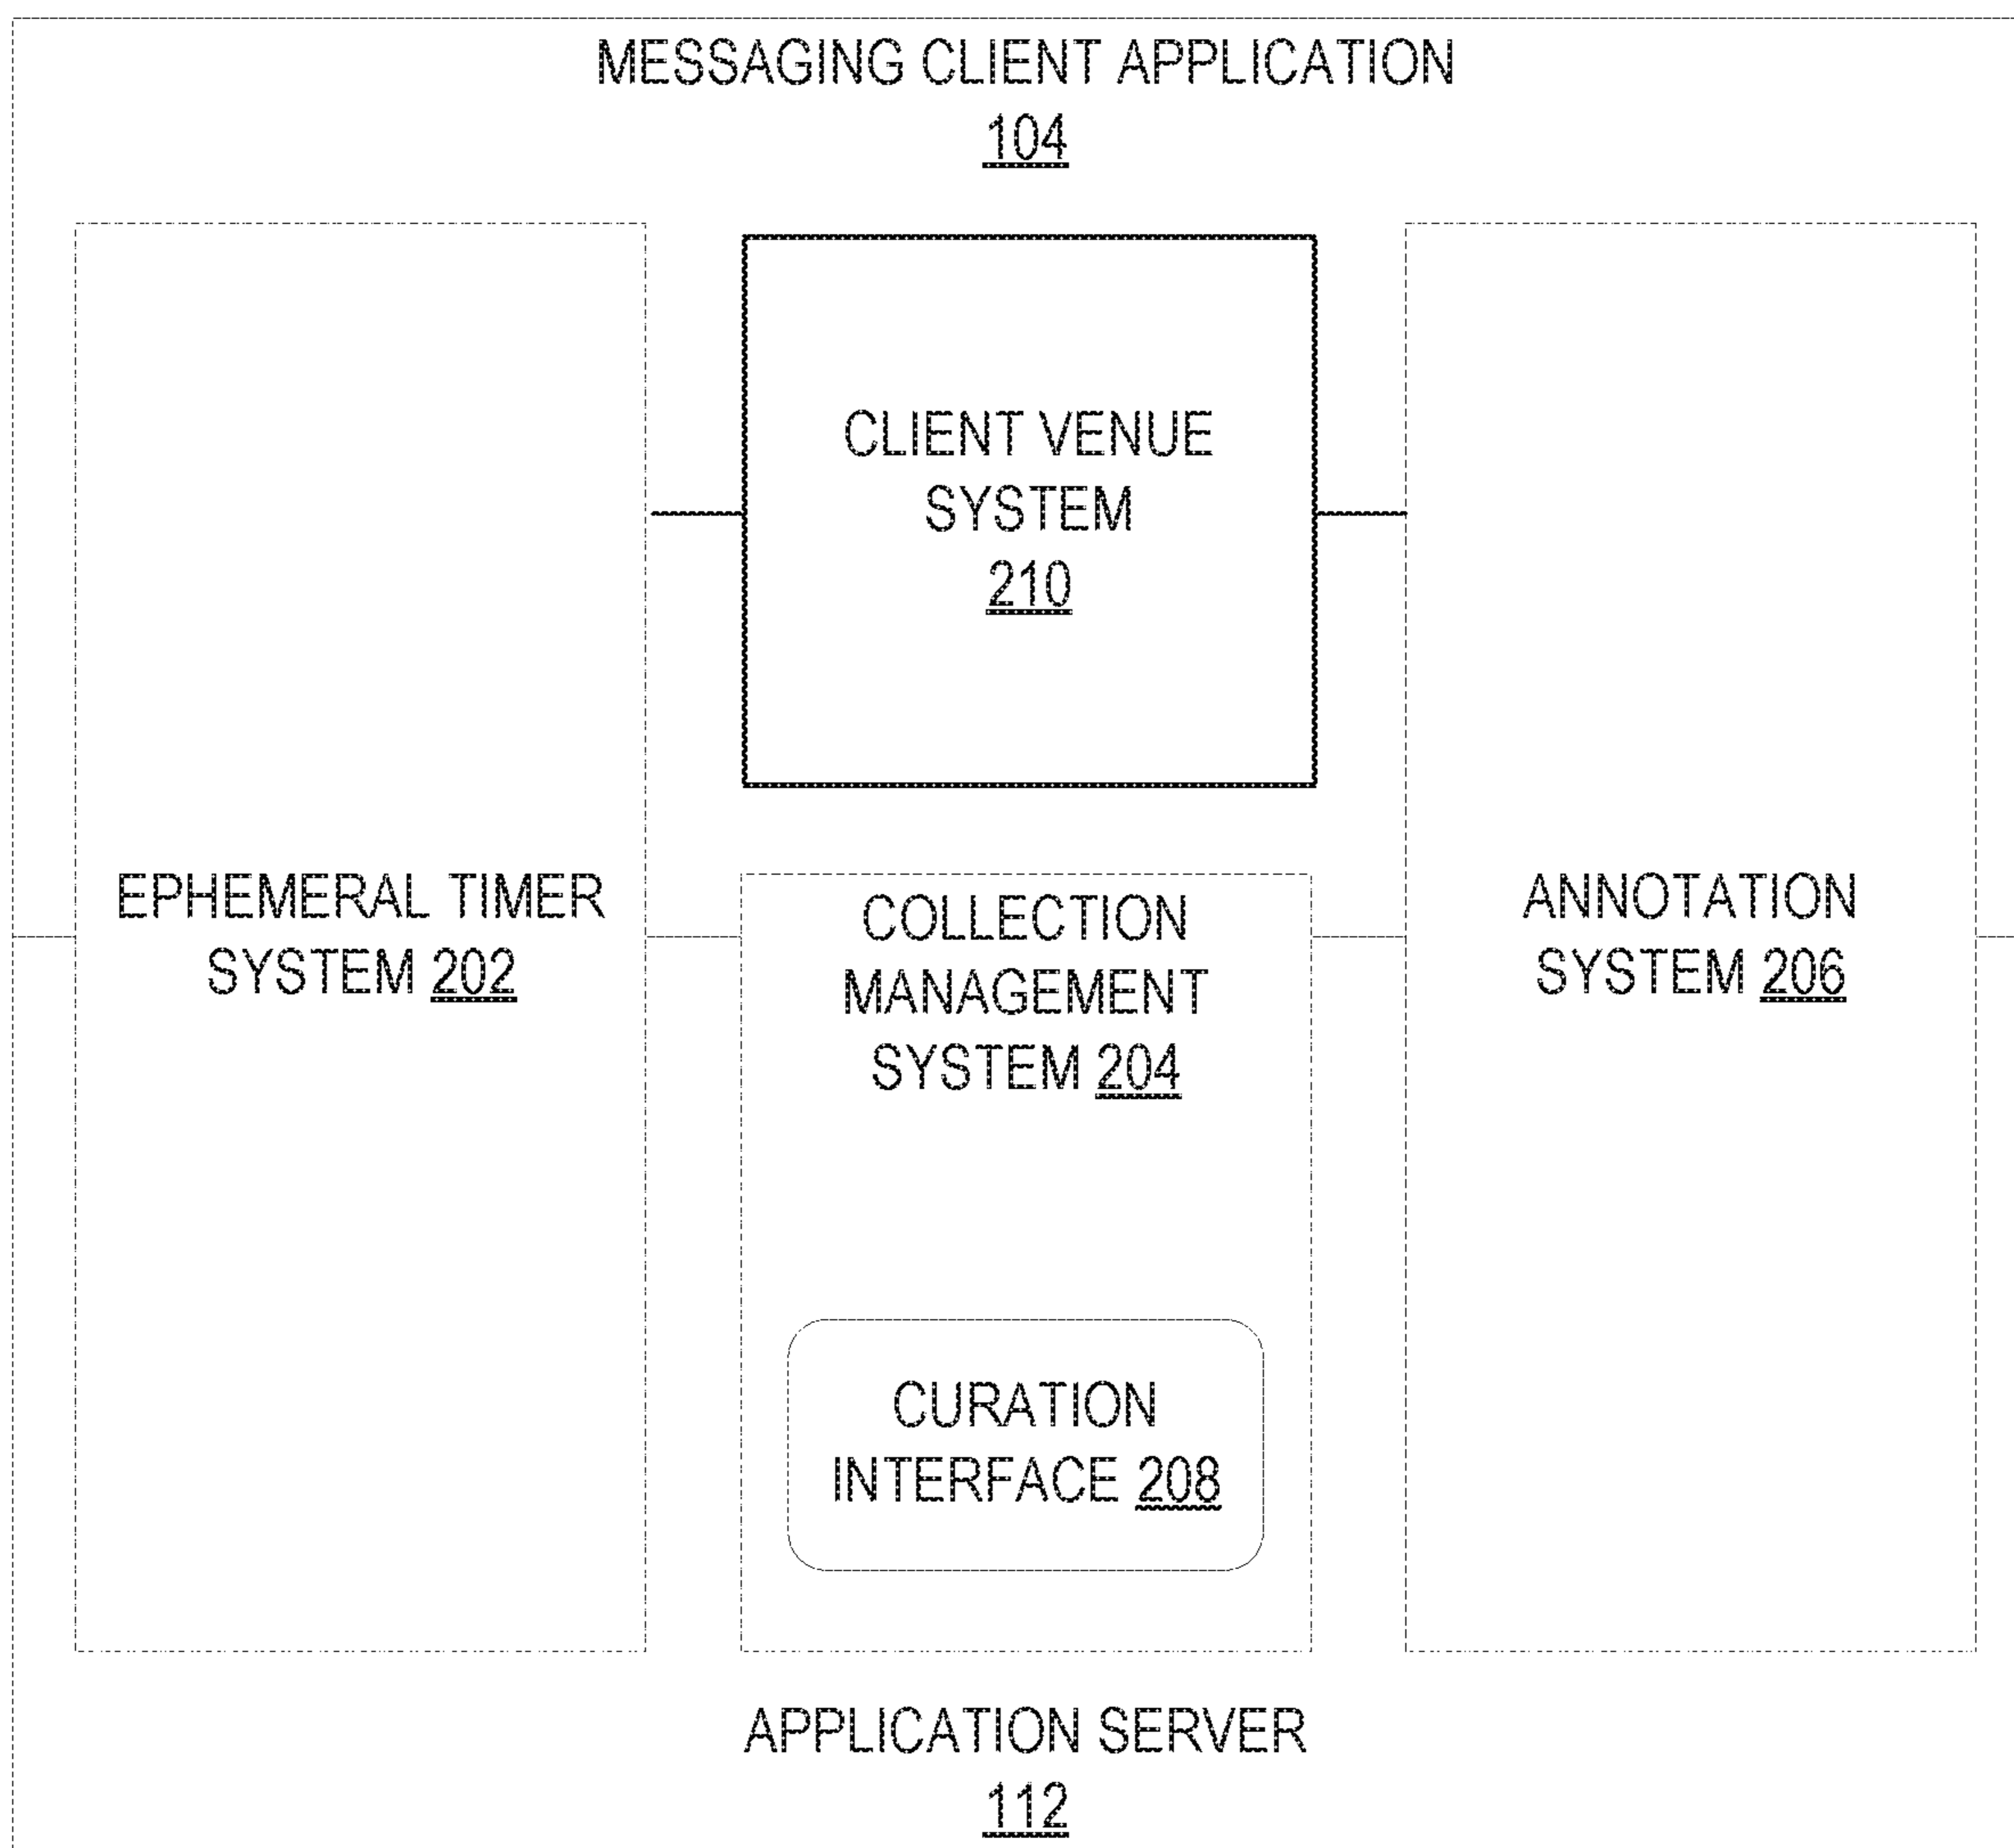 MESSAGING CLIENT APPLICATION
104
CLIENT VENUE
SYSTEM
210
EPHEMERAL TIMER
SYSTEM 202
COLLECTION
MANAGEMENT
SYSTEM 204
ANNOTATION
SYSTEM 206
CURATION
INTERFACE 208
APPLICATION SERVER
112